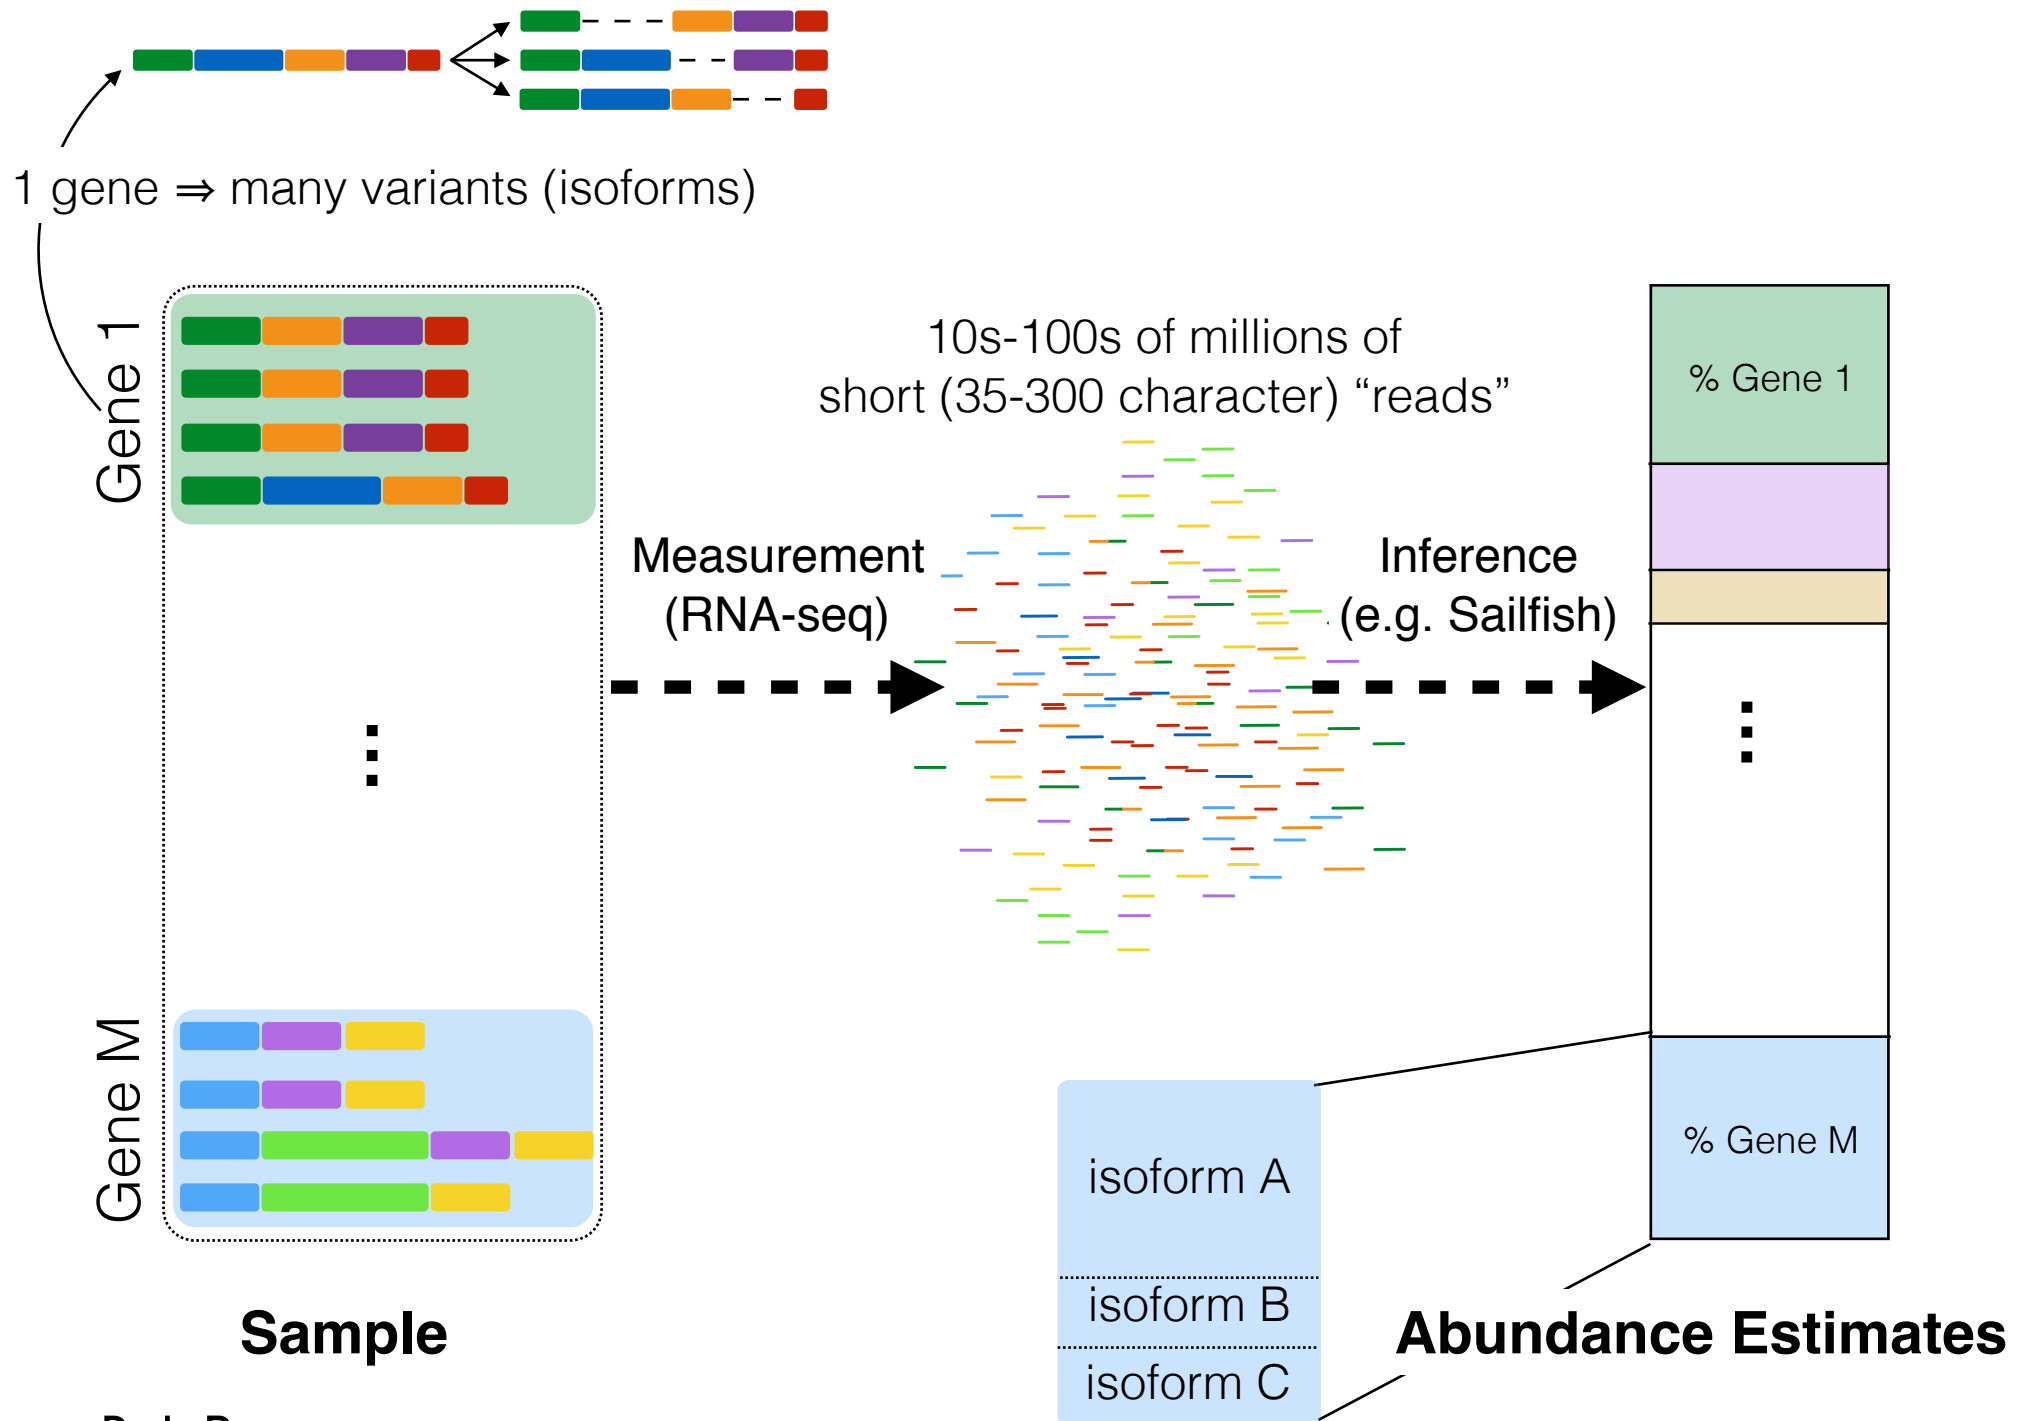 1 gene ⇒ many variants (isoforms)
Gene 1
10s-100s of millions of
short (35-300 character) “reads”
% Gene 1
Measurement
(RNA-seq)
Inference
(e.g. Sailfish)
Gene M
% Gene M
isoform A
isoform B
isoform C
Sample
Abundance Estimates